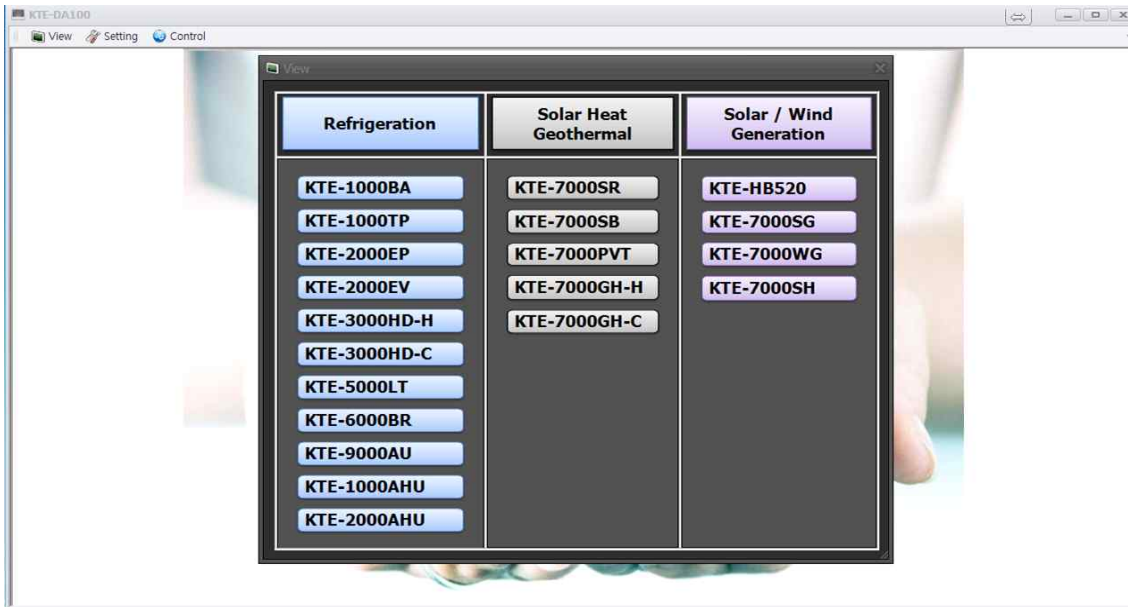 KTE-DA100
View Setting Control
View
Refrigeration
Solar Heat
Geothermal
Solar / Wind
Generation
KTE-1000BA
KTE-1000TP
KTE-2000EP
KTE-2000EV
KTE-3000HD-H
KTE-3000HD-C
KTE-5000LT
KTE-6000BR
KTE-9000AU
KTE-1000AHU
KTE-2000AHU
KTE-7000SR
KTE-7000SB
KTE-7000PVT
KTE-7000GH-H
KTE-7000GH-C
KTE-HB520
KTE-7000SG
KTE-7000WG
KTE-7000SH